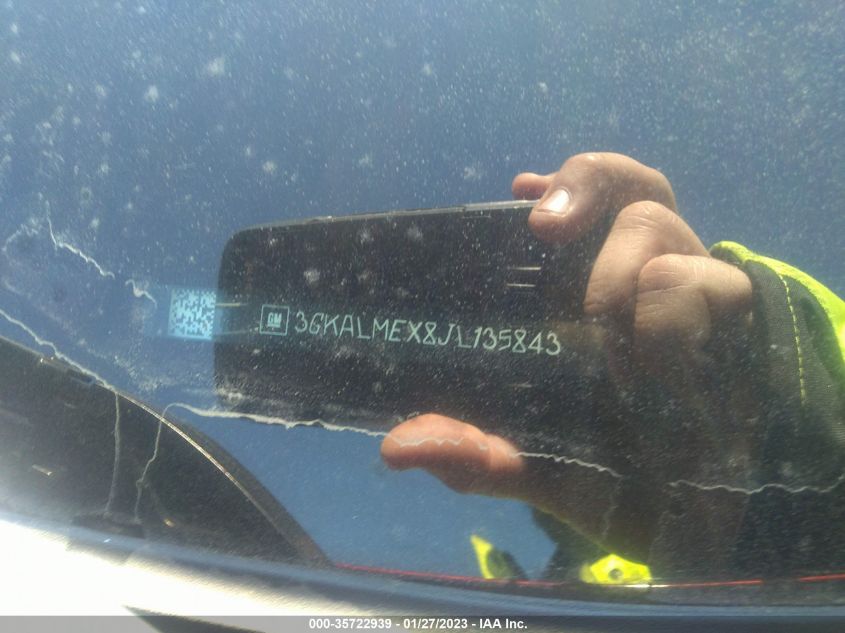 GM 3GKALMEX8JL135843
000-35722939 / 01/27/2023 - IAA Inc.